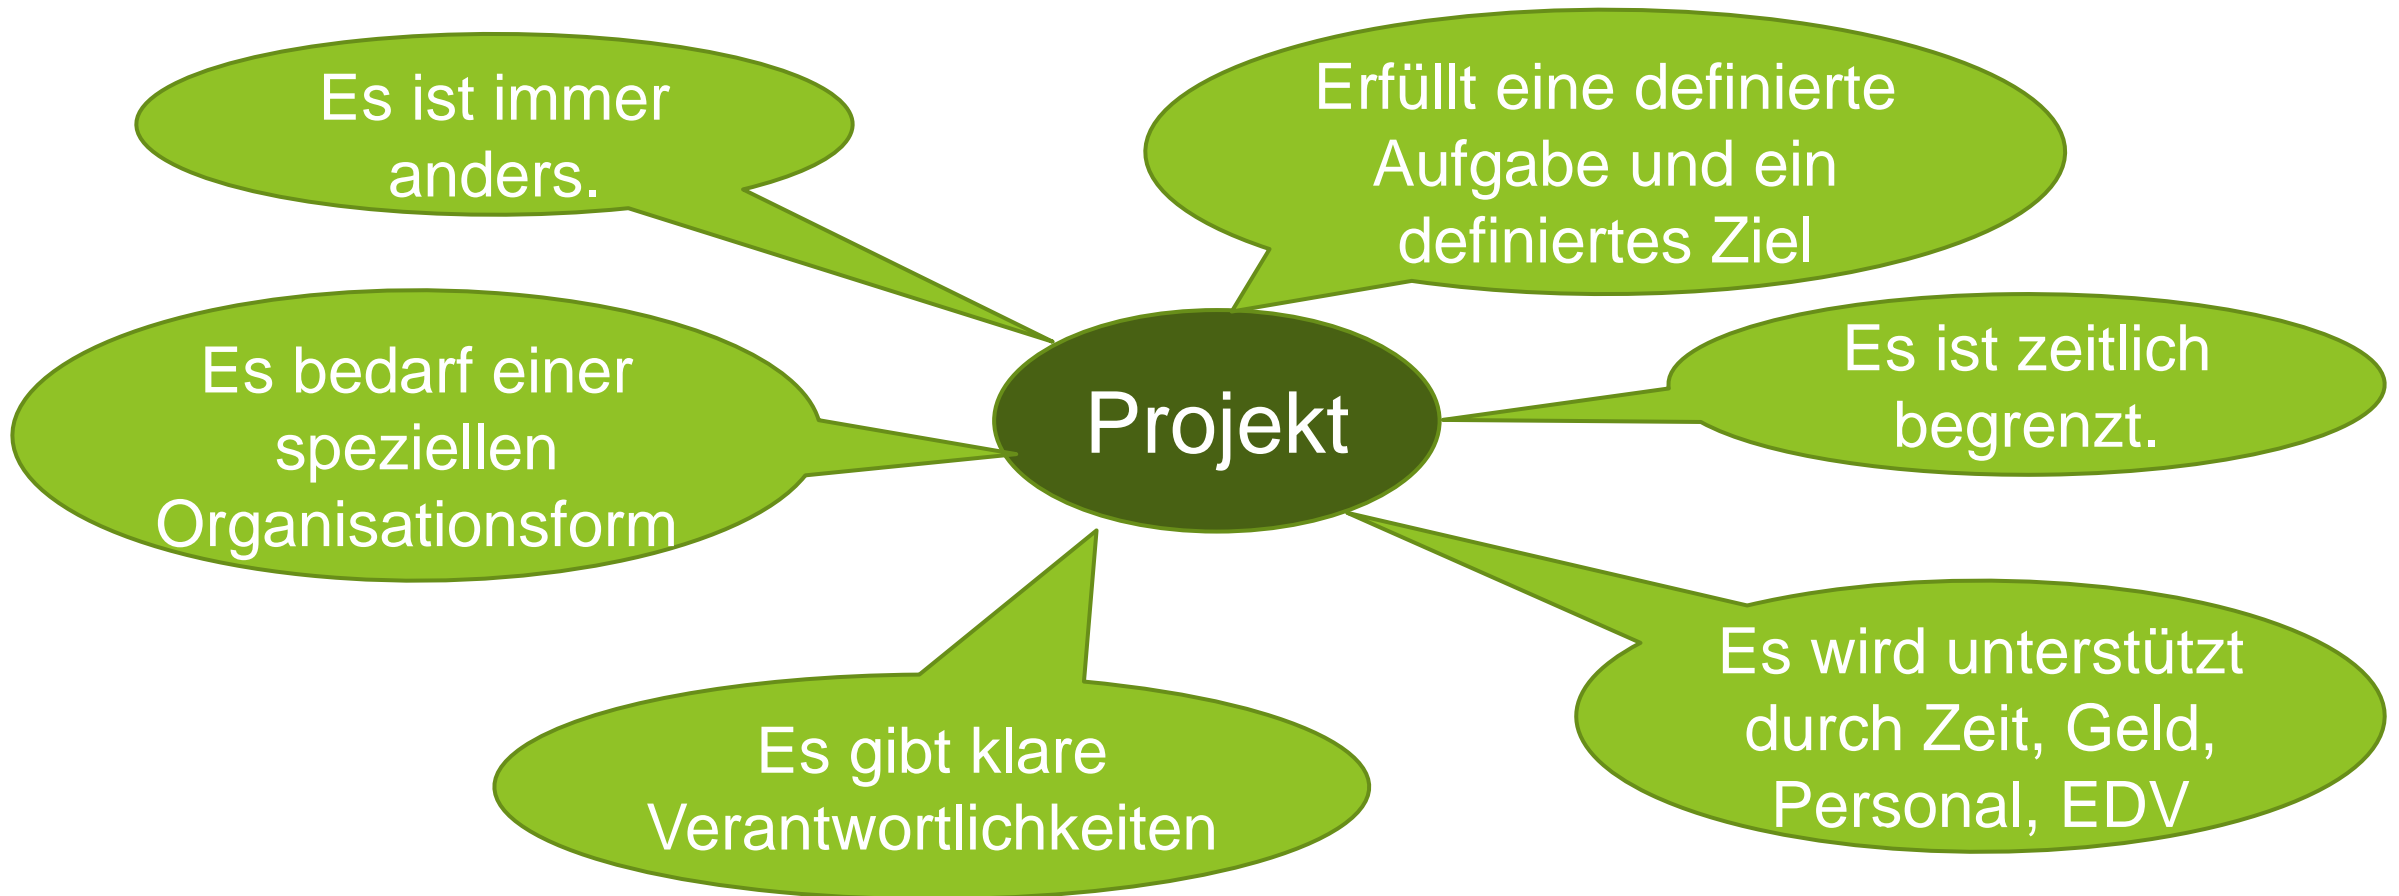 Es ist immer
anders.
Erfüllt eine definierte
Aufgabe und ein
definiertes Ziel
Es bedarf einer
speziellen
Organisationsform
Projekt
Es ist zeitlich
begrenzt.
Es gibt klare
Verantwortlichkeiten
Es wird unterstützt
durch Zeit, Geld,
Personal, EDV